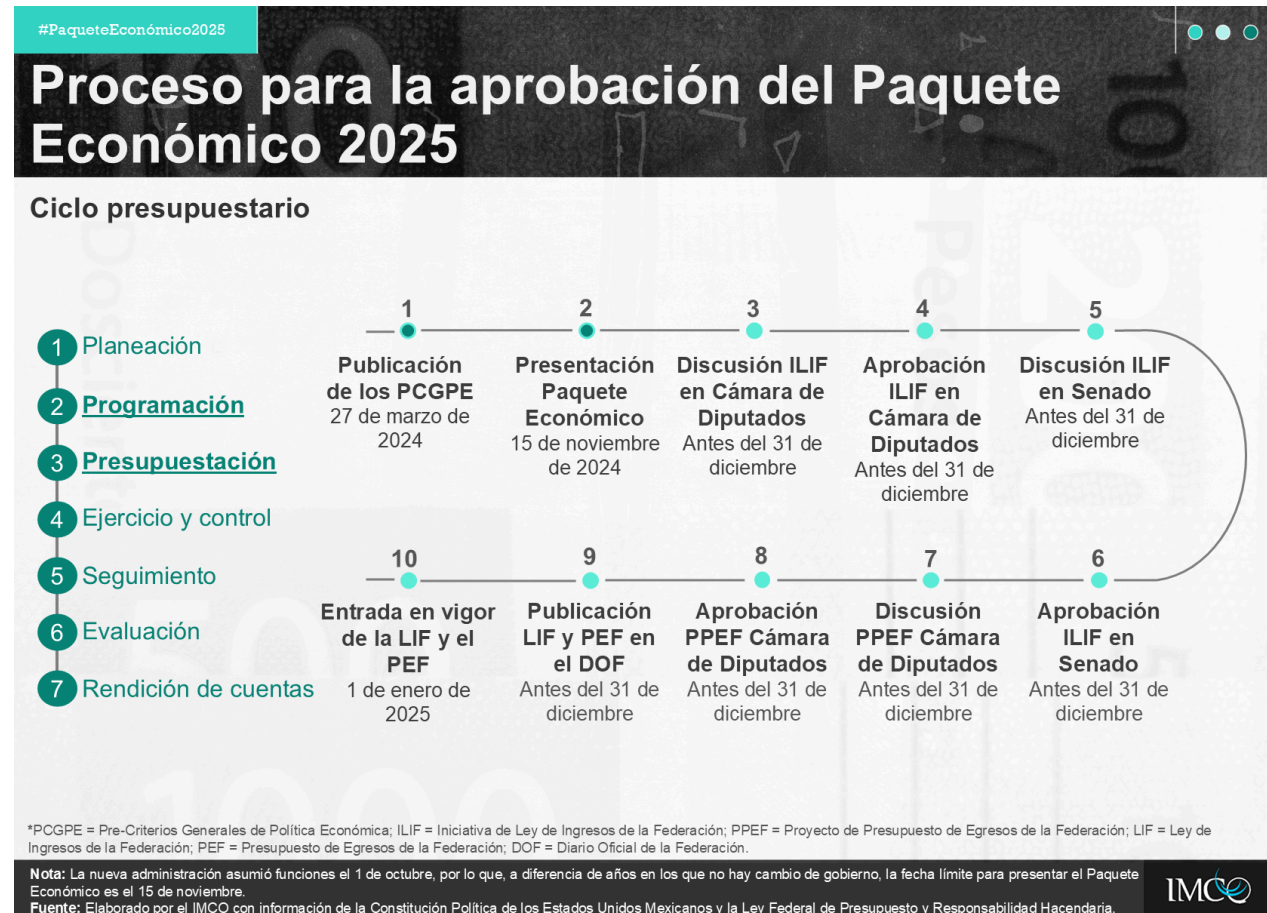 #PaqueteEconómico2025
Proceso para la aprobación del Paquete
Económico 2025
Ciclo presupuestario
1 Planeación
2 Programación
3 Presupuestación
4 Ejercicio y control
5 Seguimiento
6 Evaluación
7 Rendición de cuentas
1
Publicación
de los PCGPE
27 de marzo de
2024
2
Presentación
Paquete
Económico
15 de noviembre
de 2024
3
Discusión ILIF
en Cámara de
Diputados
Antes del 31 de
diciembre
4
Aprobación
ILIF en
Cámara de
Diputados
Antes del 31 de
diciembre
5
Discusión ILIF
en Senado
Antes del 31 de
diciembre
6
Aprobación
ILIF en
Senado
Antes del 31 de
diciembre
7
Discusión
PPEF Cámara
de Diputados
Antes del 31 de
diciembre
8
Aprobación
PPEF Cámara
de Diputados
Antes del 31 de
diciembre
9
Publicación
LIF y PEF en
el DOF
Antes del 31 de
diciembre
10
Entrada en vigor
de la LIF y el
PEF
1 de enero de
2025
*PCGPE = Pre-Criterios Generales de Política Económica; ILIF = Iniciativa de Ley de Ingresos de la Federación; PPEF = Proyecto de Presupuesto de Egresos de la Federación; LIF = Ley de
Ingresos de la Federación; PEF = Presupuesto de Egresos de la Federación; DOF = Diario Oficial de la Federación.
Nota: La nueva administración asumió funciones el 1 de octubre, por lo que, a diferencia de años en los que no hay cambio de gobierno, la fecha límite para presentar el Paquete
Económico es el 15 de noviembre.
Fuente: Elaborado por el IMCO con información de la Constitución Política de los Estados Unidos Mexicanos y la Ley Federal de Presupuesto y Responsabilidad Hacendaria.
IMCO